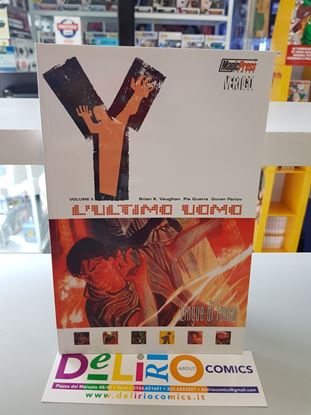 MagicPress
VERTIGO
Y
VOLUME 5 Brian K. Vaughan Pia Guerra Goran Parlov
L'ULTIMO UOMO
Lingue di fuoco
DELIRIO ABOUT COMICS
www.deliriocomics.it